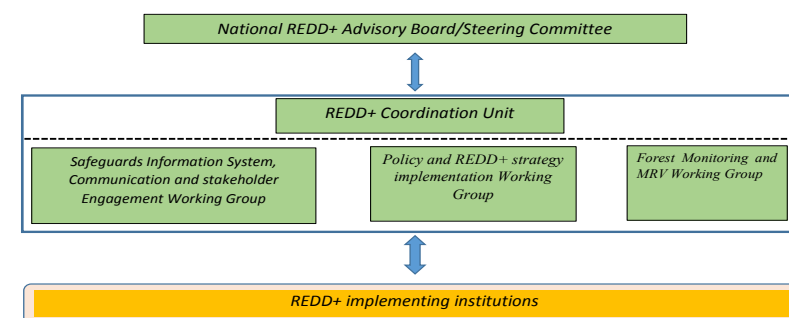 National REDD+ Advisory Board/Steering Committee
REDD+ Coordination Unit
Safeguards Information System,
Communication and stakeholder
Engagement Working Group
Policy and REDD+ strategy
implementation Working
Group
Forest Monitoring and
MRV Working Group
REDD+ implementing institutions